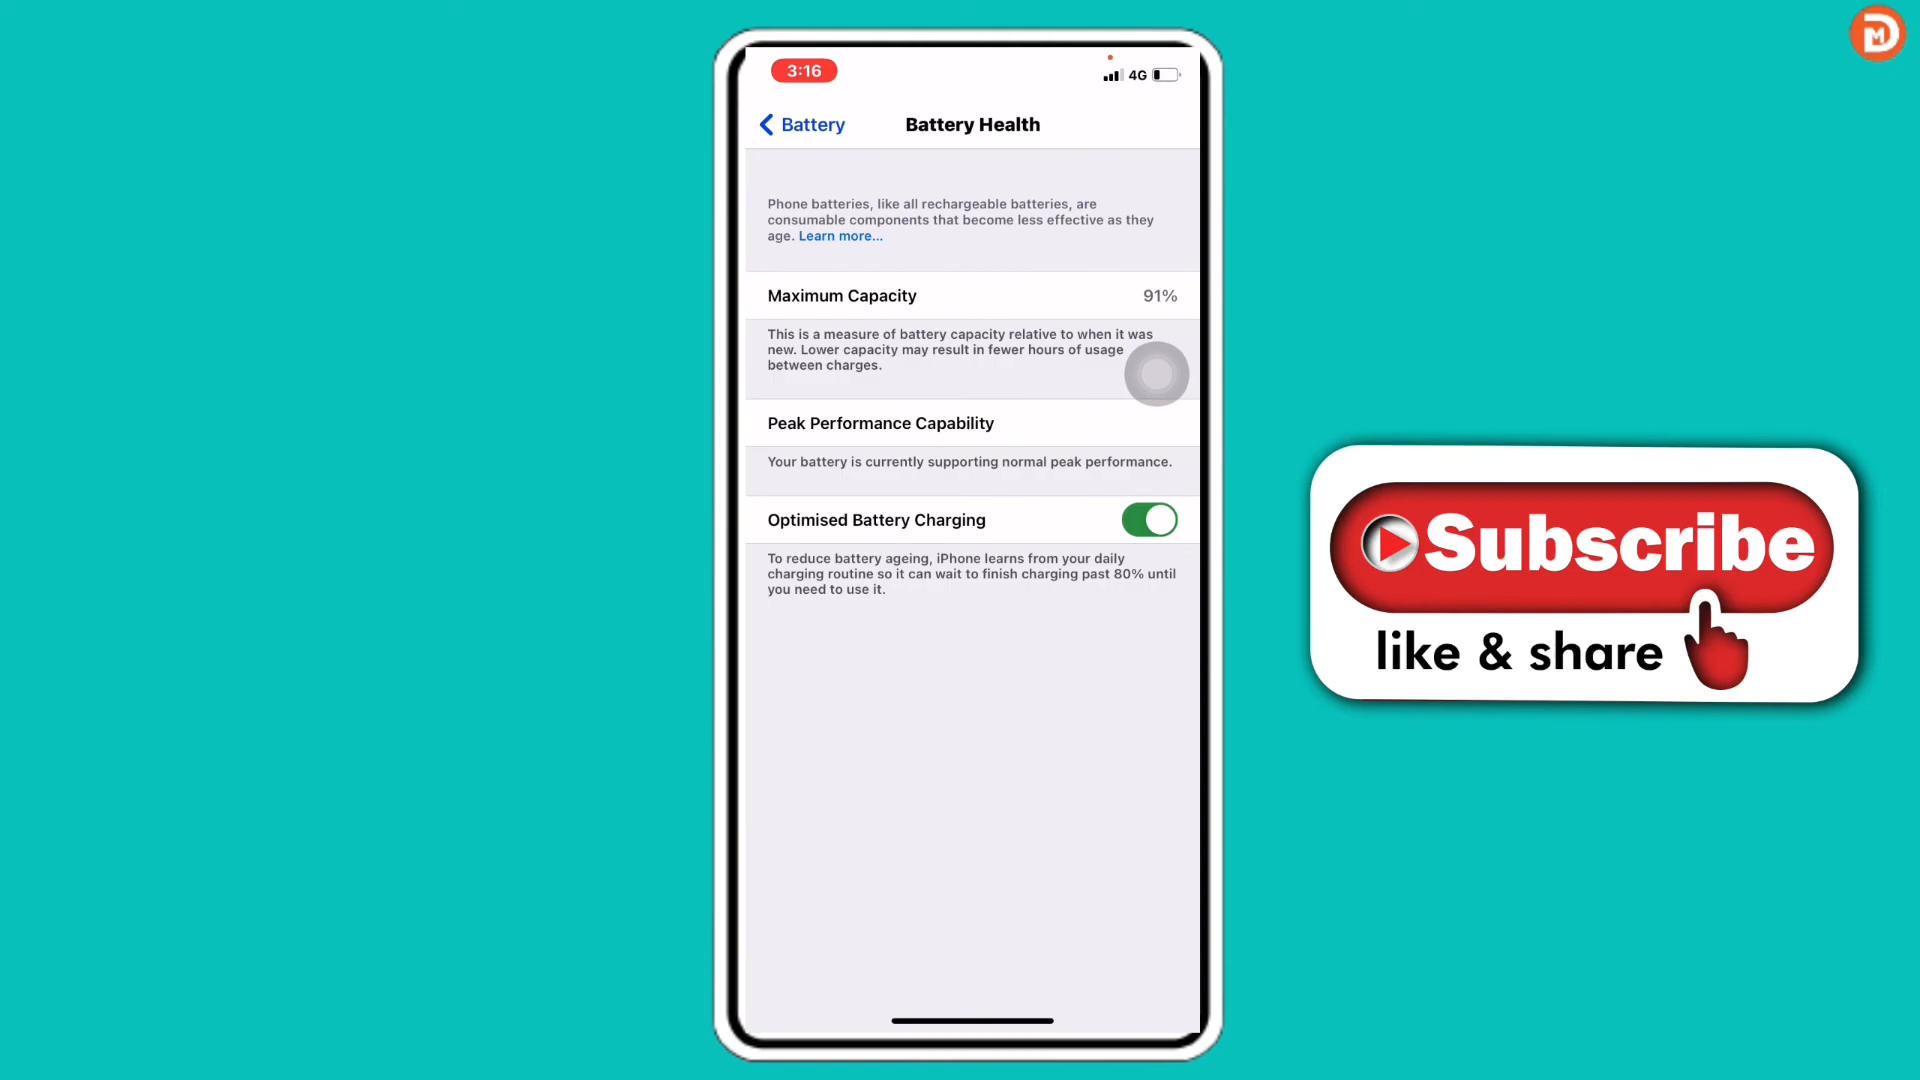 3:16
4G
Battery
Battery Health
Phone batteries, like all rechargeable batteries, are
consumable components that become less effective as they
age. Learn more...
Maximum Capacity
91%
This is a measure of battery capacity relative to when it was
new. Lower capacity may result in fewer hours of usage
between charges.
Peak Performance Capability
Your battery is currently supporting normal peak performance.
Optimised Battery Charging
To reduce battery ageing, iPhone learns from your daily
charging routine so it can wait to finish charging past 80% until
you need to use it.
Subscribe
like & share
DM